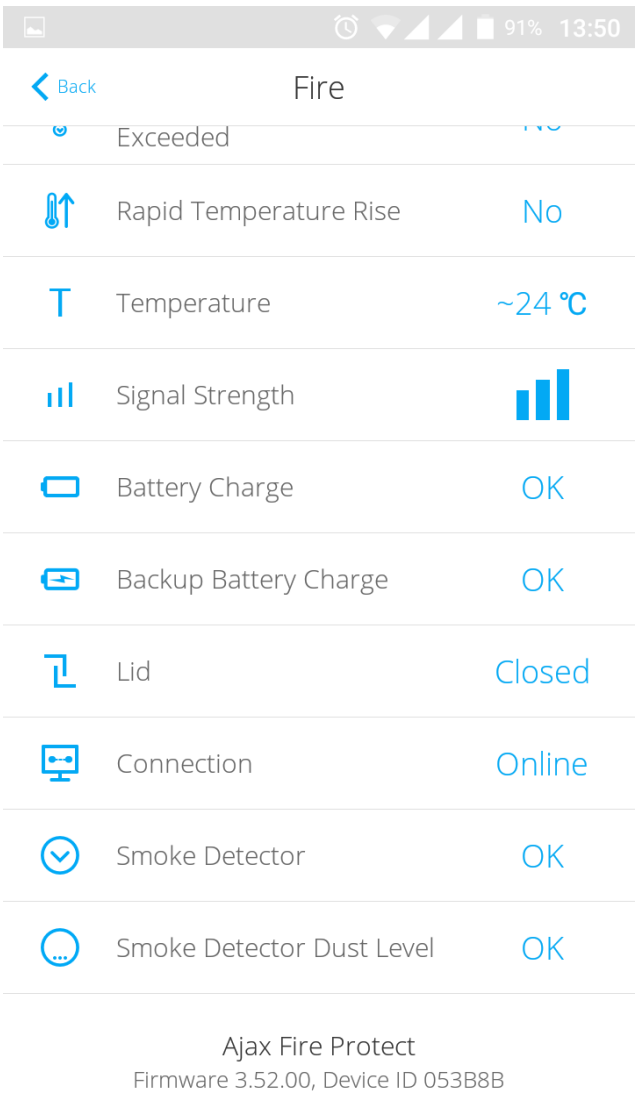 91% 13:50
Back Fire
Exceeded No
Rapid Temperature Rise No
T Temperature ~24 ℃
Signal Strength
Battery Charge OK
Backup Battery Charge OK
Lid Closed
Connection Online
Smoke Detector OK
Smoke Detector Dust Level OK
Ajax Fire Protect
Firmware 3.52.00, Device ID 053B8B